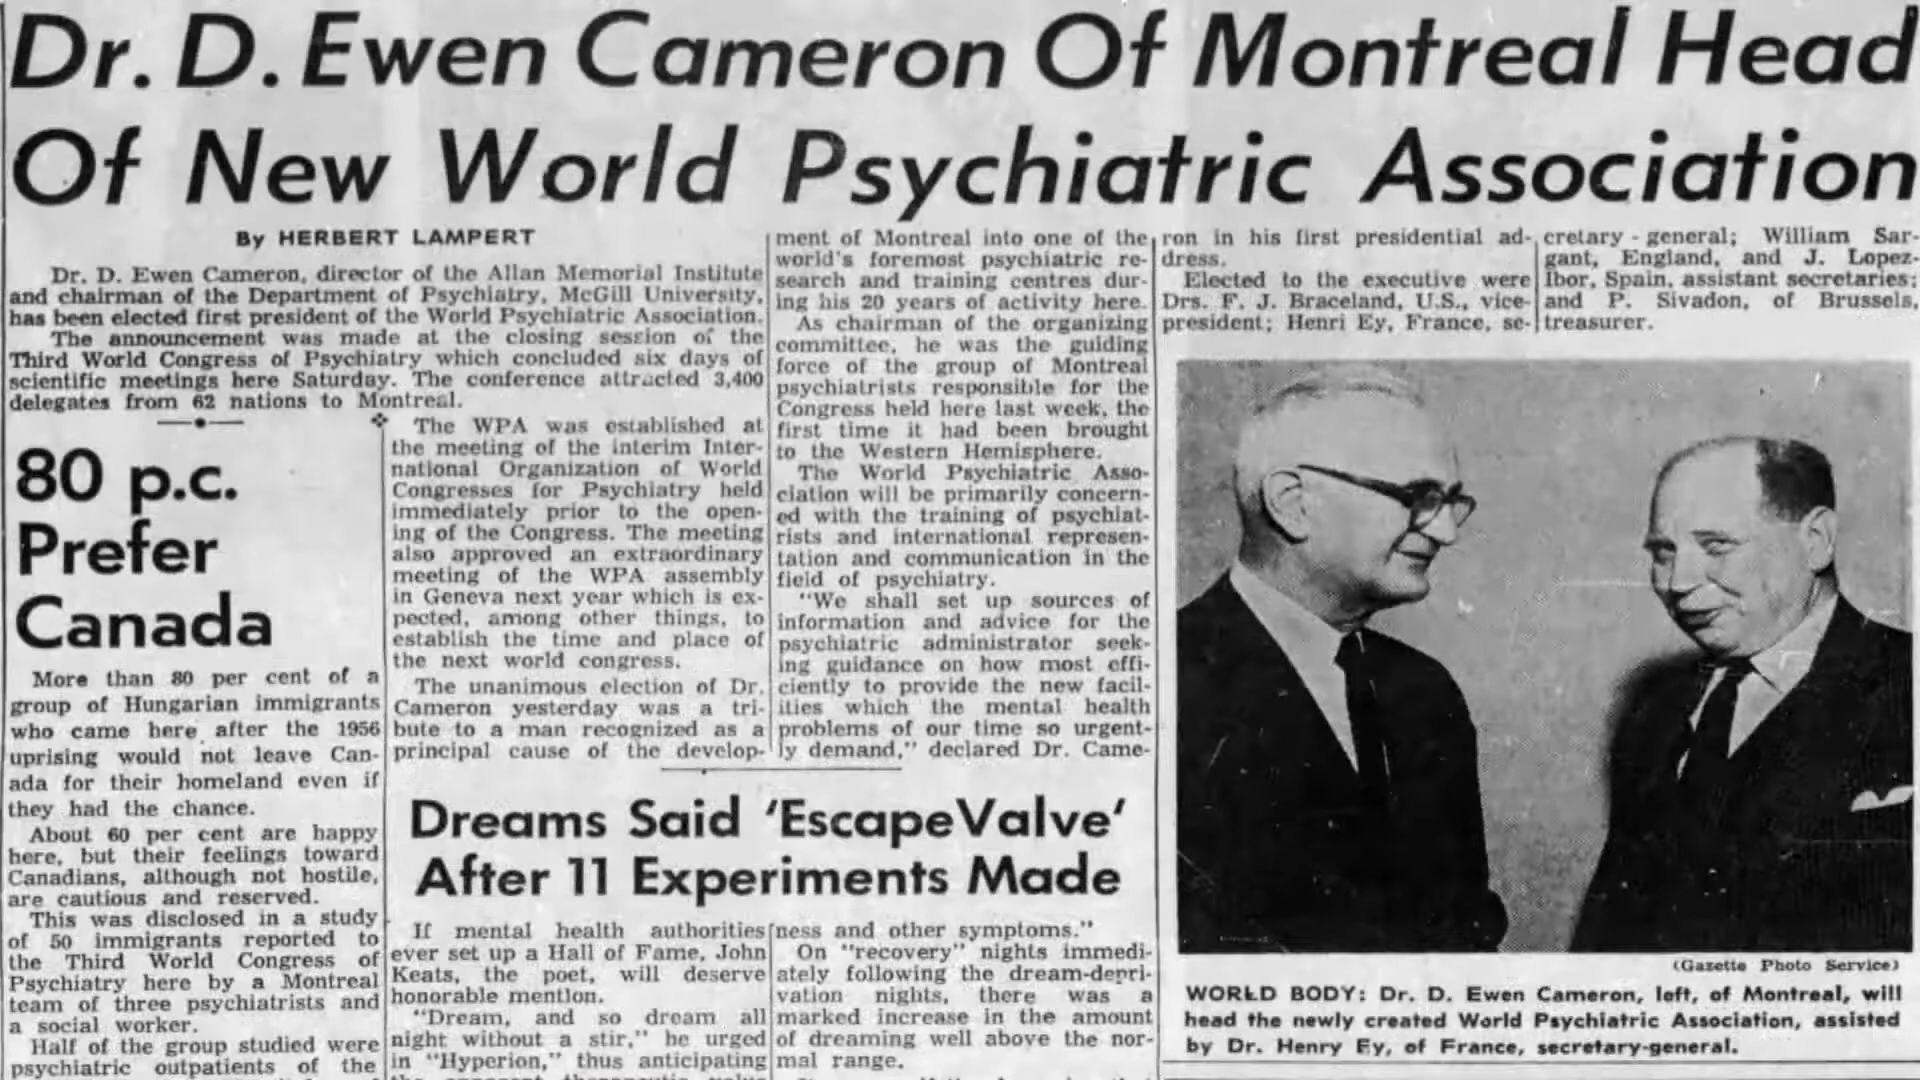 Dr. D. Ewen Cameron Of Montreal Head
Of New World Psychiatric Association
By HERBERT LAMPERT
Dr. D. Ewen Cameron, director of the Allan Memorial Institute
and chairman of the Department of Psychiatry, McGill University,
has been elected first president of the World Psychiatric Association.
The announcement was made at the closing session of the
Third World Congress of Psychiatry which concluded six days of
scientific meetings here Saturday. The conference attracted 3,400
delegates from 62 nations to Montreal.
The WPA was established at
the meeting of the interim Inter-
national Organization of World
Congresses for Psychiatry held
immediately prior to the open-
ing of the Congress. The meeting
also approved an extraordinary
meeting of the WPA assembly
in Geneva next year which is ex-
pected, among other things, to
establish the time and place of
the next world congress.
The unanimous election of Dr.
Cameron yesterday was a tri-
bute to a man recognized as a
principal cause of the develop-
ment of Montreal into one of the
world's foremost psychiatric re-
search and training centres dur-
ing his 20 years of activity here.
As chairman of the organizing
committee, he was the guiding
force of the group of Montreal
psychiatrists responsible for the
Congress held here last week, the
first time it had been brought
to the Western Hemisphere.
The World Psychiatric Asso-
ciation will be primarily concern-
ed with the training of psychiat-
rists and international represen-
tation and communication in the
field of psychiatry.
"We shall set up sources of
information and advice for the
psychiatric administrator seek-
ing guidance on how most effi-
ciently to provide the new facil-
ities which the mental health
problems of our time so urgent-
ly demand," declared Dr. Came-
ron in his first presidential ad-
dress.
Elected to the executive were
Drs. F. J. Braceland, U.S., vice-
president; Henri Ey, France, se-
cretary-general; William Sar-
gant, England, and J. Lopez-
Ibor, Spain, assistant secretaries;
and P. Sivadon, of Brussels,
treasurer.
(Gazette Photo Service)
WORLD BODY: Dr. D. Ewen Cameron, left, of Montreal, will
head the newly created World Psychiatric Association, assisted
by Dr. Henry Ey, of France, secretary-general.
80 p.c.
Prefer
Canada
More than 80 per cent of a
group of Hungarian immigrants
who came here after the 1956
uprising would not leave Can-
ada for their homeland even if
they had the chance.
About 60 per cent are happy
here, but their feelings toward
Canadians, although not hostile,
are cautious and reserved.
This was disclosed in a study
of 50 immigrants reported to
the Third World Congress of
Psychiatry here by a Montreal
team of three psychiatrists and
a social worker.
Half of the group studied were
psychiatric outpatients of the
Dreams Said 'Escape Valve'
After 11 Experiments Made
If mental health authorities
ever set up a Hall of Fame, John
Keats, the poet, will deserve
honorable mention.
"Dream, and so dream all
night without a stir," he urged
in "Hyperion," thus anticipating
ness and other symptoms."
On "recovery" nights immedi-
ately following the dream-depri-
vation nights, there was a
marked increase in the amount
of dreaming well above the nor-
mal range.